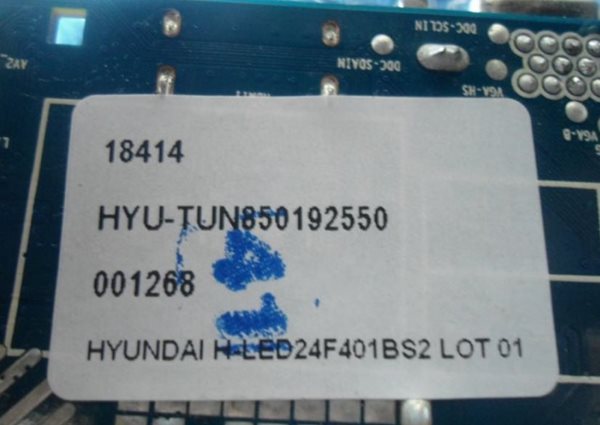 DDC-SCLIN
DDC-SDAIN
VGA-HS
VGA-B
18414
HYU-TUN850192550
001268
HYUNDAI H-LED24F401BS2 LOT 01